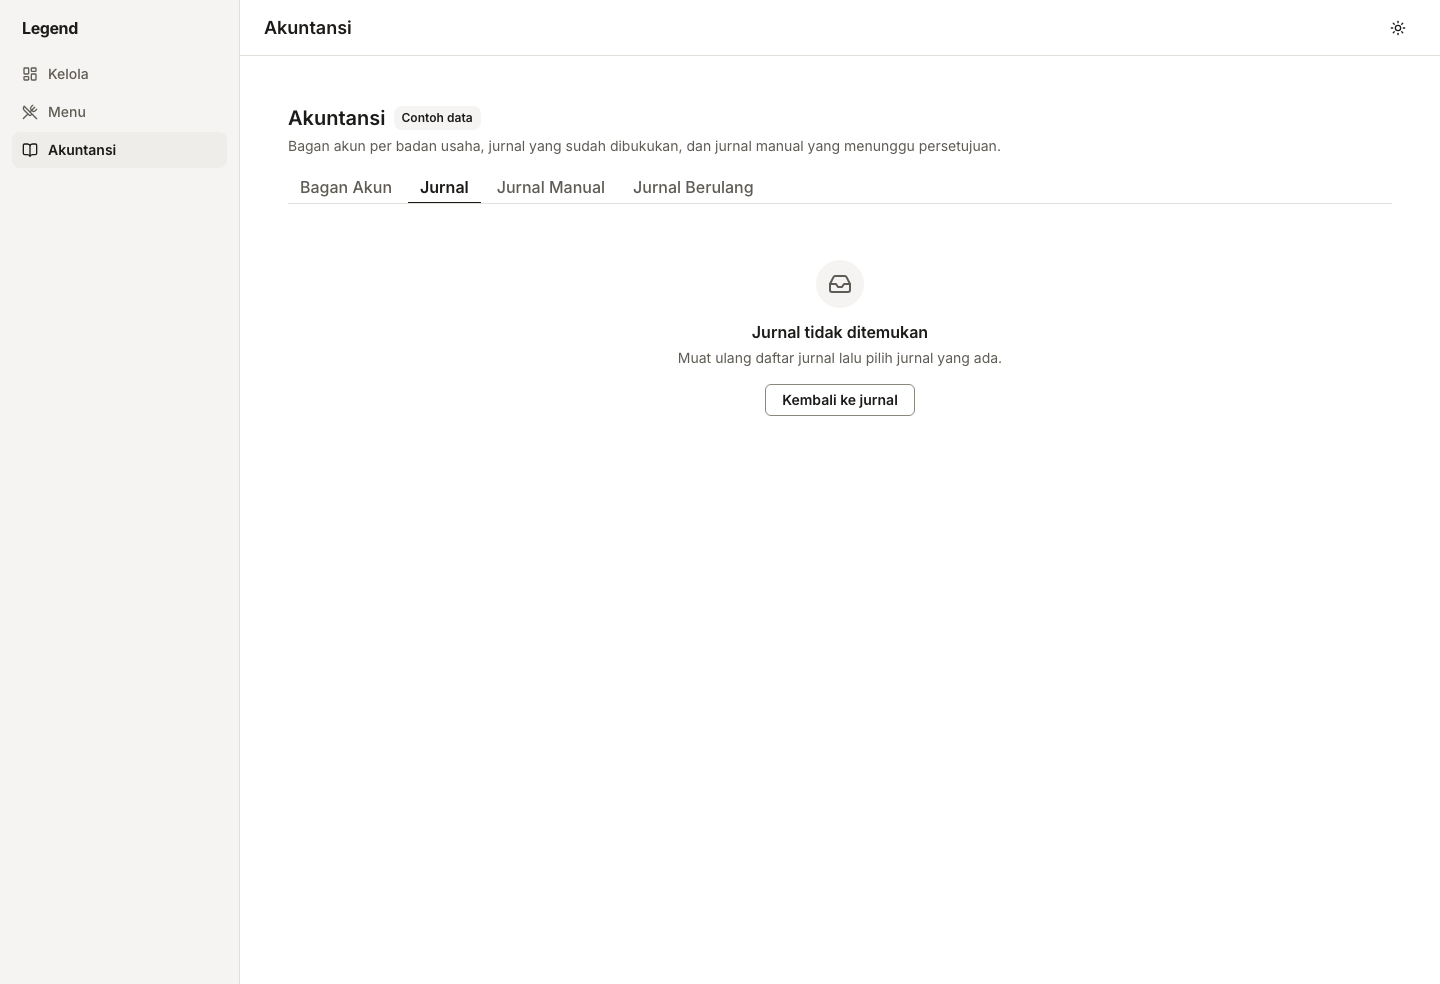 Legend
Akuntansi
Kelola
Menu
Akuntansi
Akuntansi Contoh data
Bagan akun per badan usaha, jurnal yang sudah dibukukan, dan jurnal manual yang menunggu persetujuan.
Bagan Akun Jurnal Jurnal Manual Jurnal Berulang
Jurnal tidak ditemukan
Muat ulang daftar jurnal lalu pilih jurnal yang ada.
Kembali ke jurnal